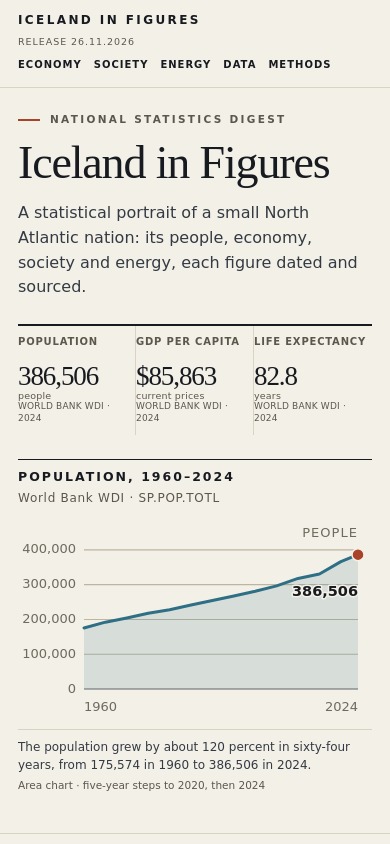 ICELAND IN FIGURES
RELEASE 26.11.2026
ECONOMY SOCIETY ENERGY DATA METHODS
NATIONAL STATISTICS DIGEST
Iceland in Figures
A statistical portrait of a small North
Atlantic nation: its people, economy,
society and energy, each figure dated and
sourced.
POPULATION
386,506
people
WORLD BANK WDI ·
2024
GDP PER CAPITA
$85,863
current prices
WORLD BANK WDI ·
2024
LIFE EXPECTANCY
82.8
years
WORLD BANK WDI ·
2024
POPULATION, 1960–2024
World Bank WDI · SP.POP.TOTL
PEOPLE
400,000
300,000
386,506
200,000
100,000
0
1960 2024
The population grew by about 120 percent in sixty-four
years, from 175,574 in 1960 to 386,506 in 2024.
Area chart · five-year steps to 2020, then 2024